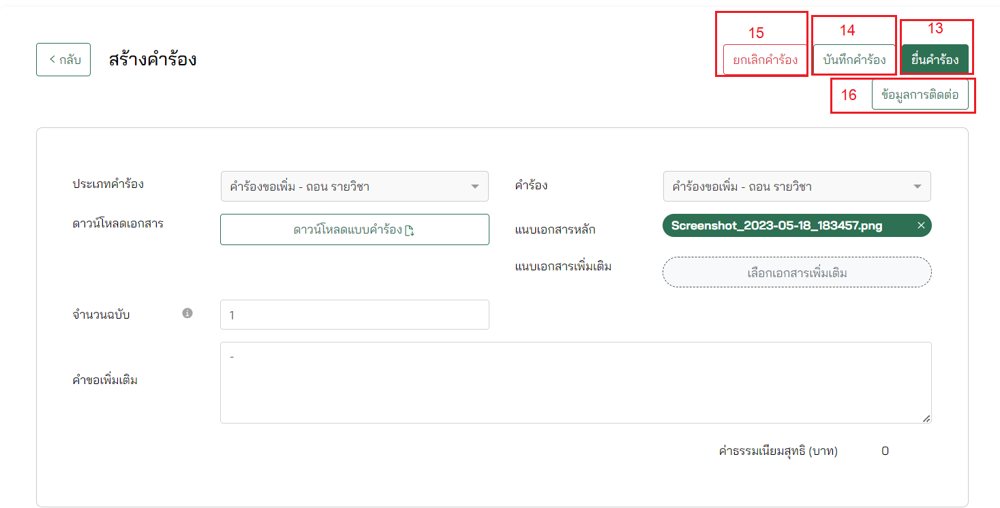 15 14 13
< กลับ สร้างคำร้อง ยกเลิกคำร้อง บันทึกคำร้อง ยื่นคำร้อง
16 ข้อมูลการติดต่อ
ประเภทคำร้อง คำร้องขอเพิ่ม - ถอน รายวิชา คำร้อง คำร้องขอเพิ่ม - ถอน รายวิชา
ดาวน์โหลดเอกสาร ดาวน์โหลดแบบคำร้อง แนบเอกสารหลัก Screenshot_2023-05-18_183457.png ×
แนบเอกสารเพิ่มเติม เลือกเอกสารเพิ่มเติม
จำนวนฉบับ 1
คำขอเพิ่มเติม -
ค่าธรรมเนียมสุทธิ (บาท) 0